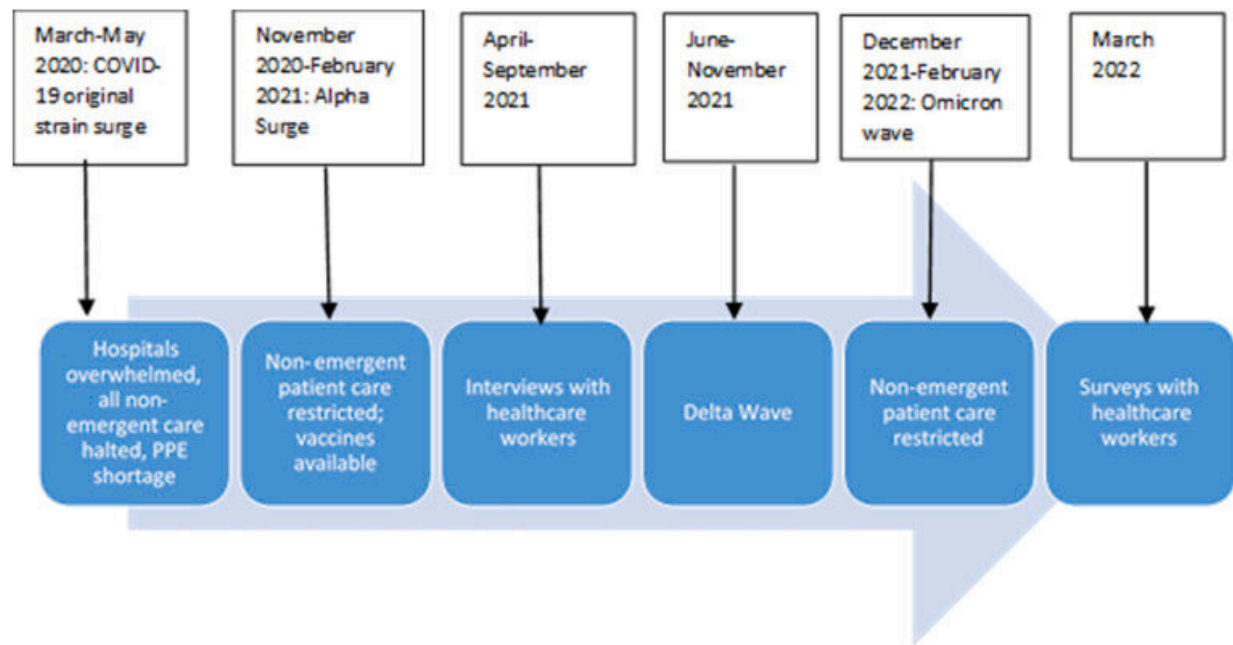 March-May
2020: COVID-
19 original
strain surge
November
2020-February
2021: Alpha
Surge
April-
September
2021
June-
November
2021
December
2021-February
2022: Omicron
wave
March
2022
Hospitals
overwhelmed,
all non-
emergent care
halted, PPE
shortage
Non-emergent
patient care
restricted;
vaccines
available
Interviews with
healthcare
workers
Delta Wave
Non-emergent
patient care
restricted
Surveys with
healthcare
workers